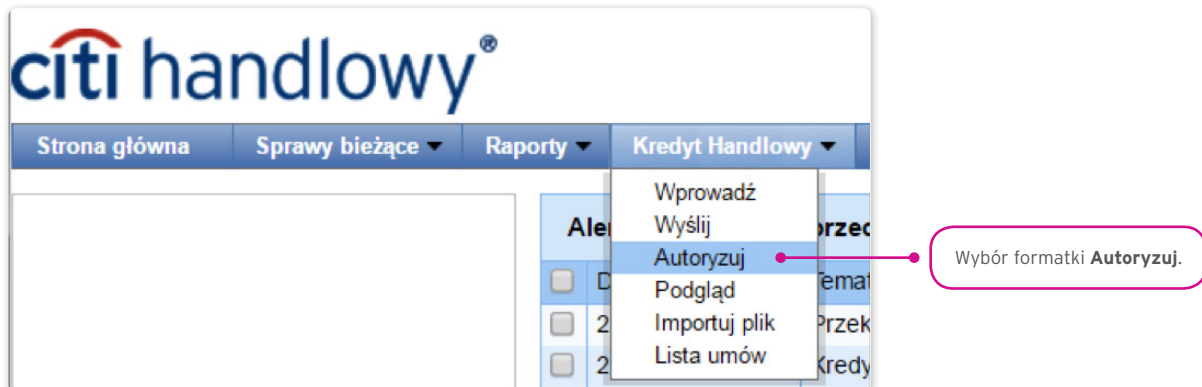 citi handlowy®
Strona główna Sprawy bieżące Raporty Kredyt Handlowy
Wprowadź
Wyślij
Autoryzuj
Podgląd
Importuj plik
Lista umów
Wybór formatki Autoryzuj.